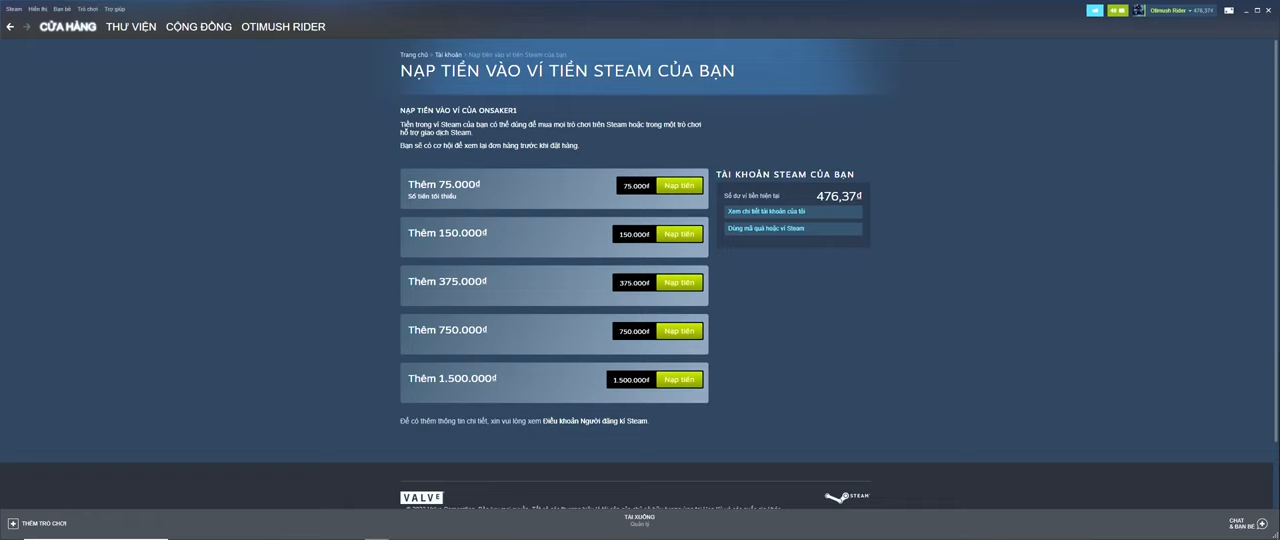 Steam Hiển thị Bạn bè Trò chơi Trợ giúp
Otimush Rider 476,37₫
CỬA HÀNG THƯ VIỆN CỘNG ĐỒNG OTIMUSH RIDER
Trang chủ > Tài khoản > Nạp tiền vào ví tiền Steam của bạn
NẠP TIỀN VÀO VÍ TIỀN STEAM CỦA BẠN
NẠP TIỀN VÀO VÍ CỦA ONSAKER1
Tiền trong ví Steam của bạn có thể dùng để mua mọi trò chơi trên Steam hoặc trong một trò chơi
hỗ trợ giao dịch Steam.
Bạn sẽ có cơ hội để xem lại đơn hàng trước khi đặt hàng.
Thêm 75.000₫
Số tiền tối thiểu
75.000₫ Nạp tiền
Thêm 150.000₫
150.000₫ Nạp tiền
Thêm 375.000₫
375.000₫ Nạp tiền
Thêm 750.000₫
750.000₫ Nạp tiền
Thêm 1.500.000₫
1.500.000₫ Nạp tiền
TÀI KHOẢN STEAM CỦA BẠN
Số dư ví tiền hiện tại 476,37₫
Xem chi tiết tài khoản của tôi
Dùng mã quà hoặc ví Steam
Để có thêm thông tin chi tiết, xin vui lòng xem Điều khoản Người đăng kí Steam.
VALVE
STEAM
THÊM TRÒ CHƠI
TẢI XUỐNG
Quản lý
CHAT
& BẠN BÈ